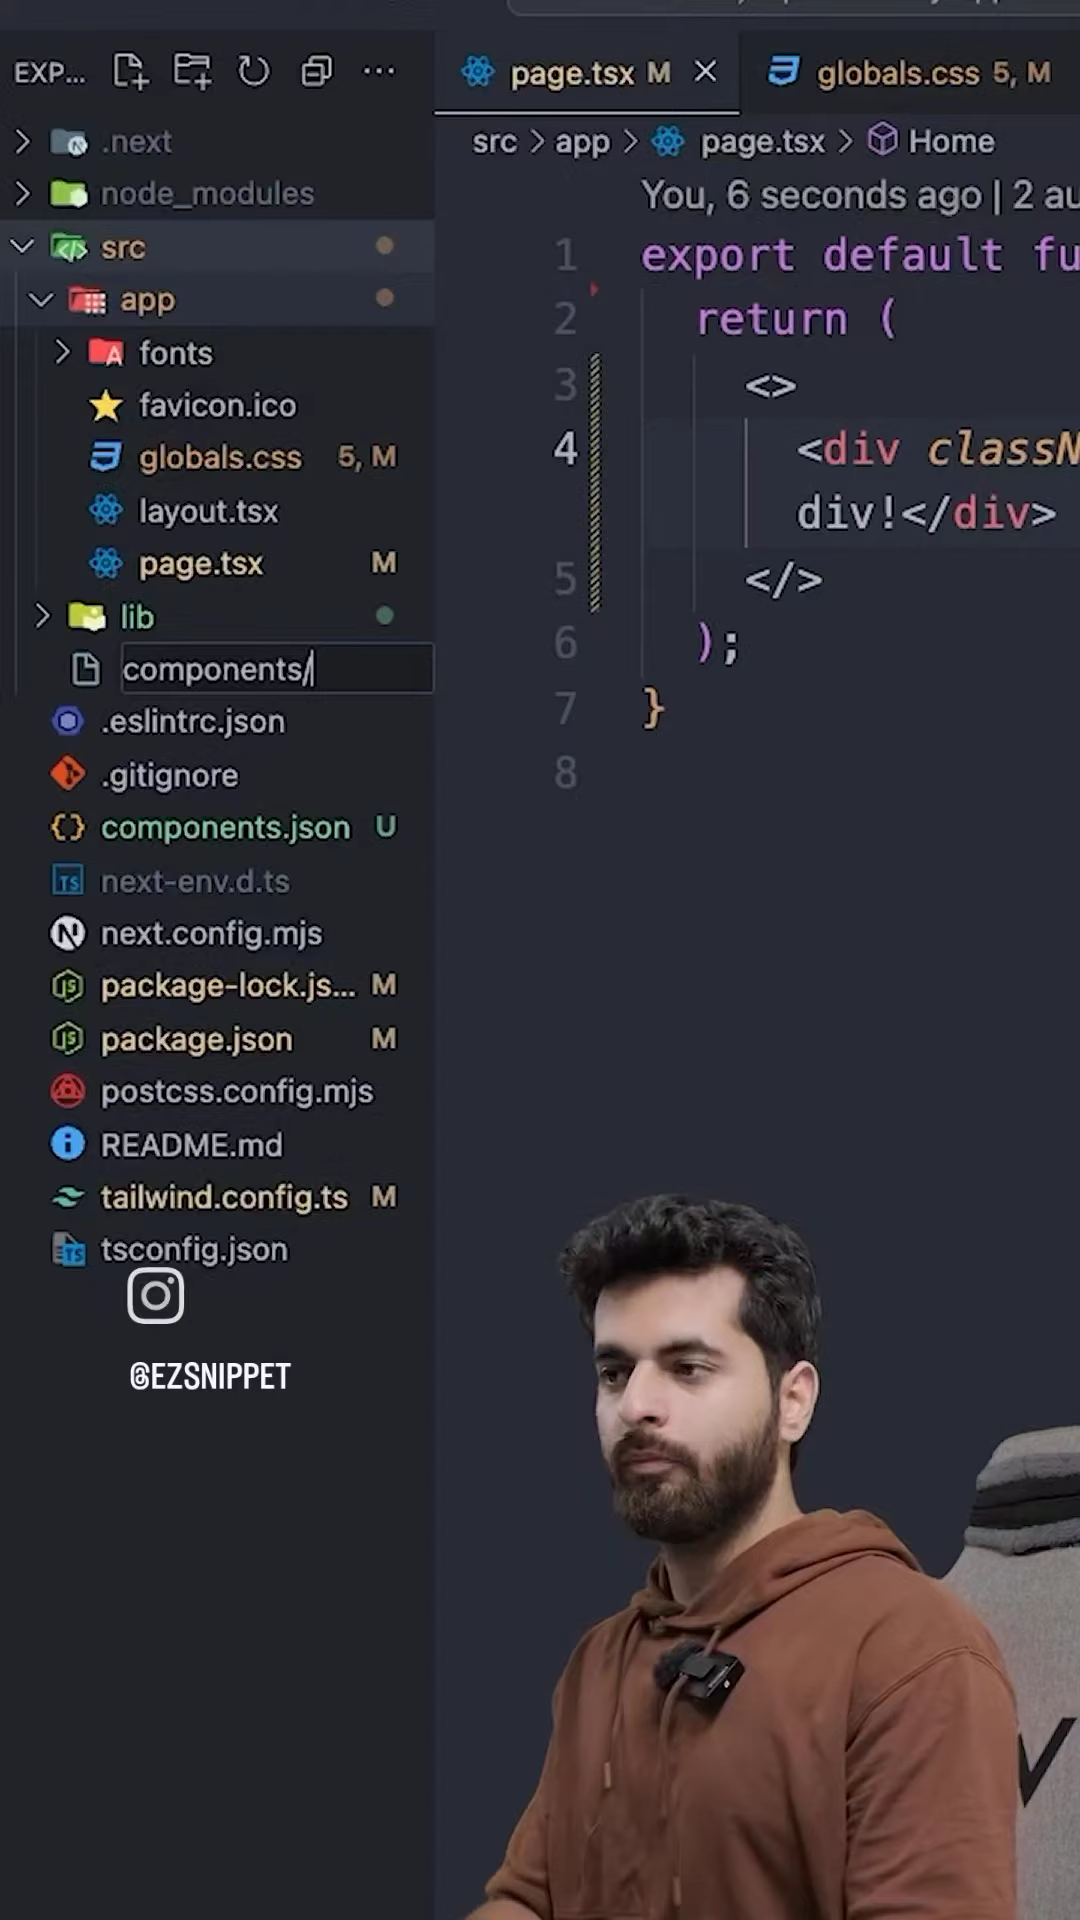 EXP...
page.tsx M
globals.css 5, M
.next
node_modules
src
app
fonts
favicon.ico
globals.css 5, M
layout.tsx
page.tsx M
lib
components/
.eslintrc.json
.gitignore
components.json U
next-env.d.ts
next.config.mjs
package-lock.js... M
package.json M
postcss.config.mjs
README.md
tailwind.config.ts M
tsconfig.json
src > app > page.tsx > Home
You, 6 seconds ago | 2 au
1 export default fu
2 return (
3 <>
4 <div classN
div!</div>
5 </>
6 );
7 }
8
@EZSNIPPET